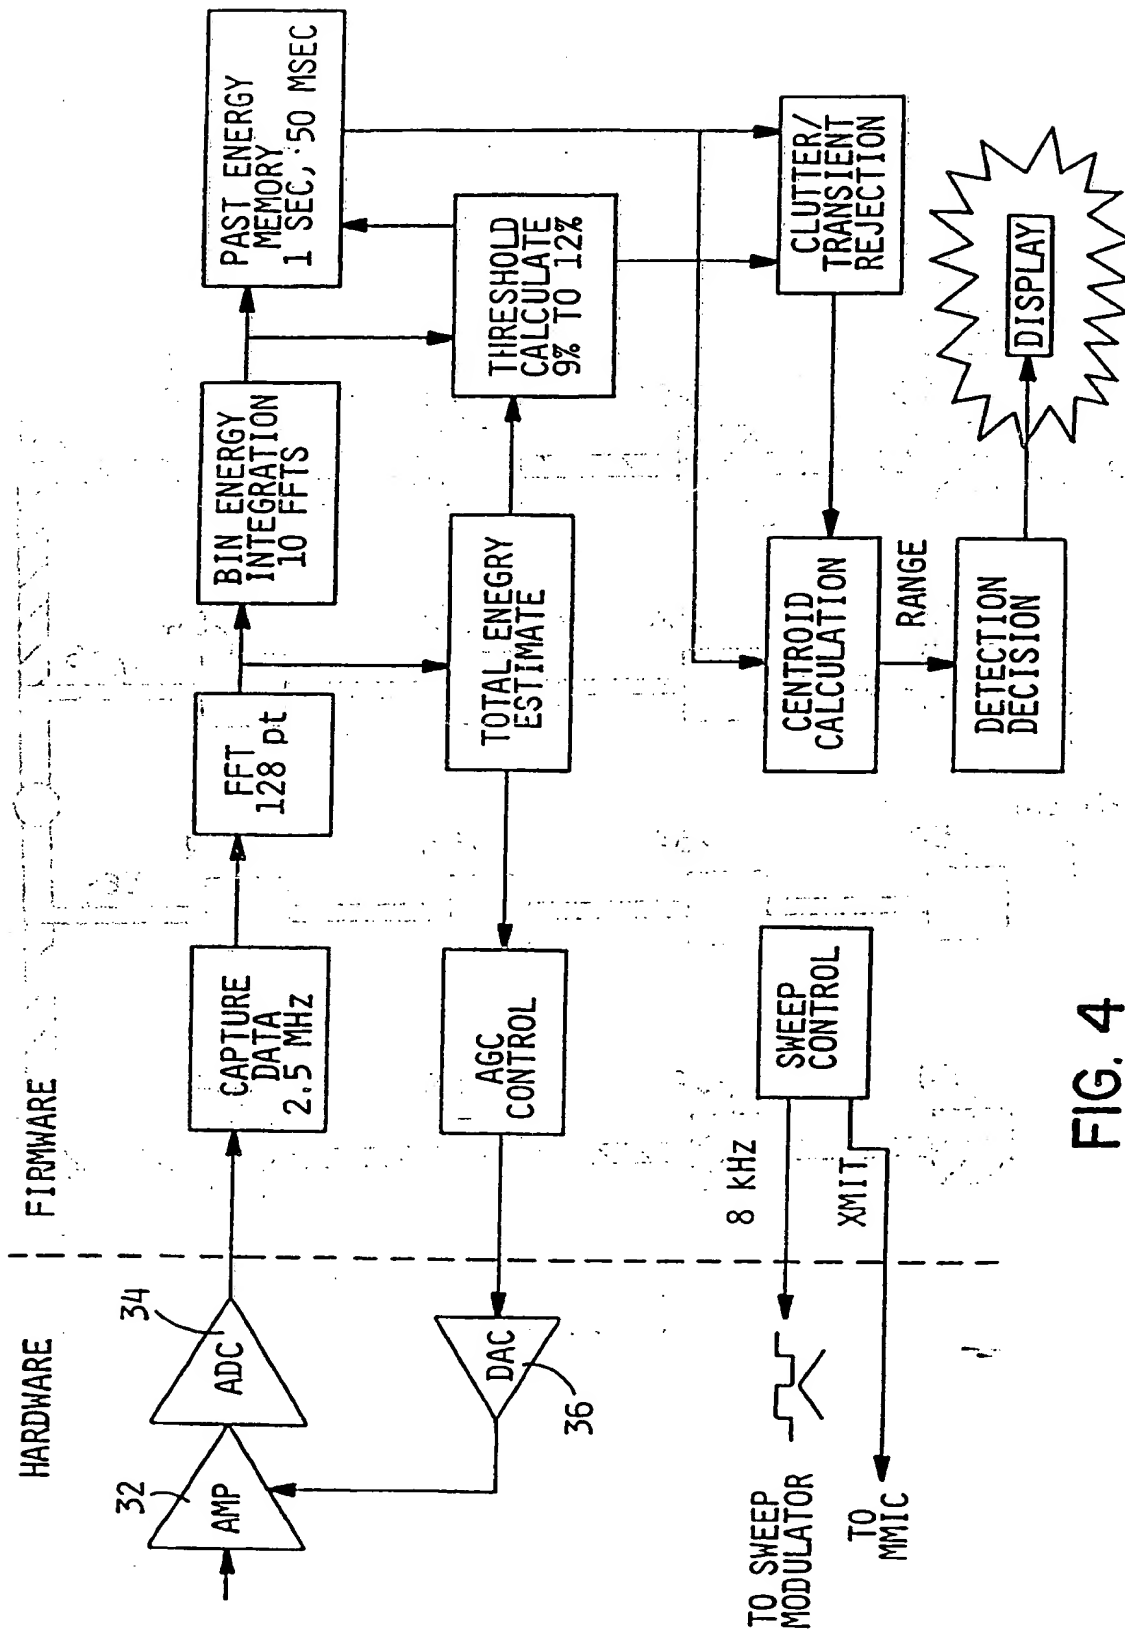 HARDWARE
FIRMWARE
32
AMP
34
ADC
CAPTURE
DATA
2.5 MHZ
FFT
128 pt
BIN ENERGY
INTEGRATION
10 FFTS
PAST ENERGY
MEMORY
1 SEC, 50 MSEC
DAC
36
AGC
CONTROL
TOTAL ENEGRY
ESTIMATE
THRESHOLD
CALCULATE
9% TO 12%
TO SWEEP
MODULATOR
8 KHZ
SWEEP
CONTROL
XMIT
TO
MMIC
CENTROID
CALCULATION
CLUTTER/
TRANSIENT
REJECTION
RANGE
DETECTION
DECISION
DISPLAY
FIG. 4